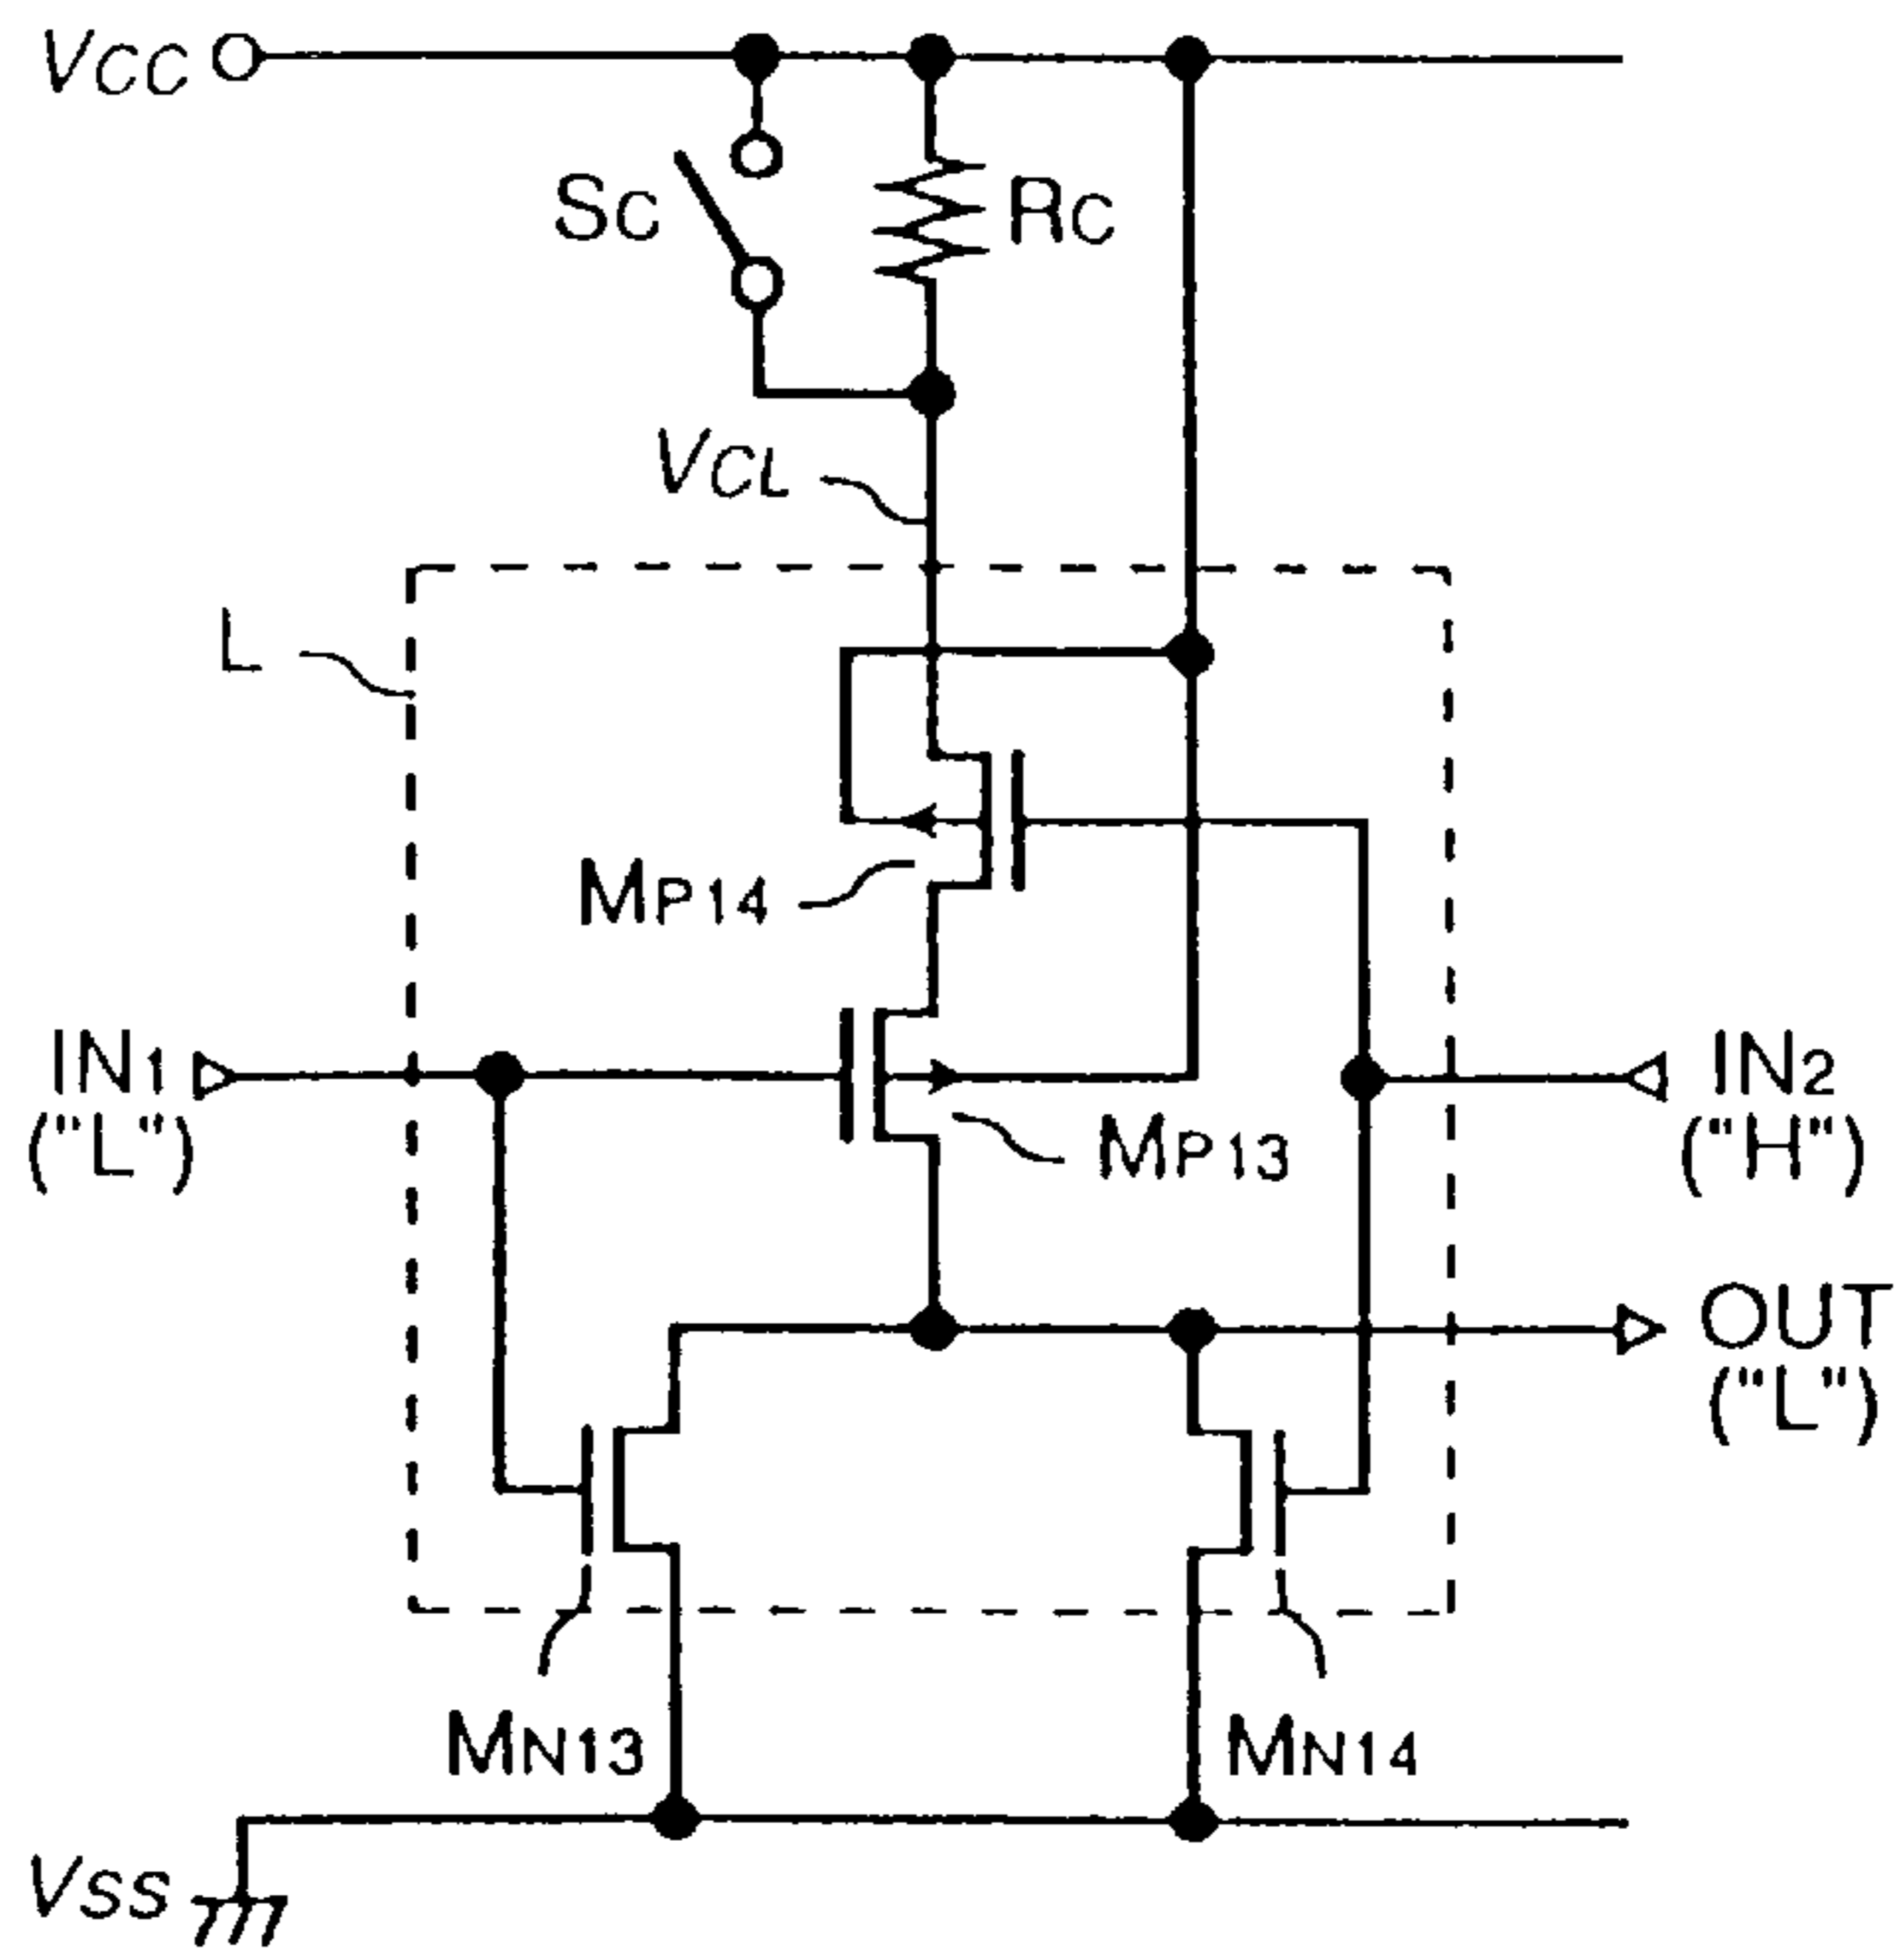 VCC
SC
RC
VCL
L
MP14
IN1
("L")
IN2
("H")
MP13
OUT
("L")
MN13
MN14
VSS